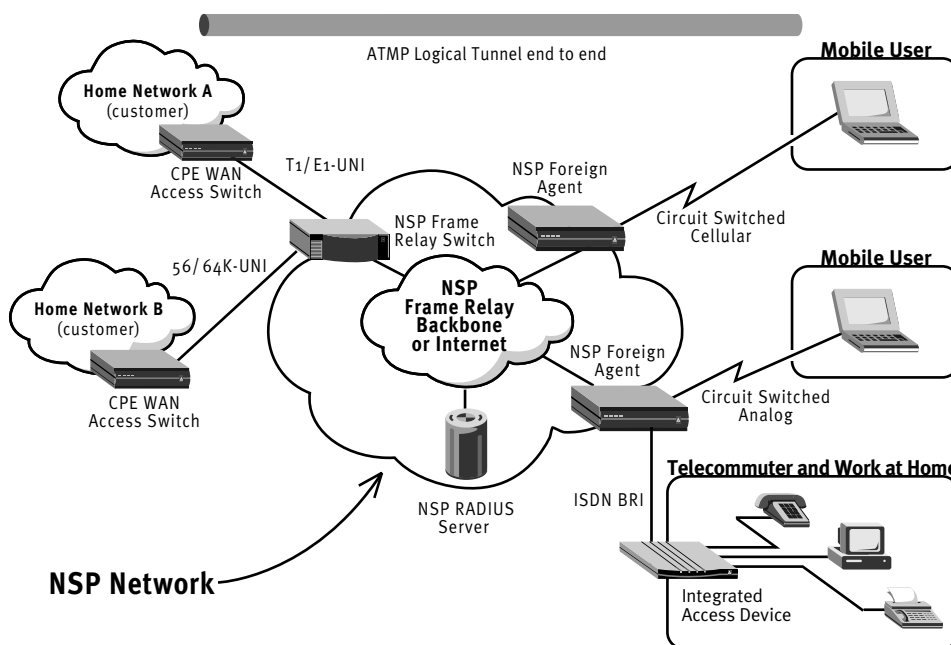 ATMP Logical Tunnel end to end
Mobile User
Home Network A
(customer)
CPE WAN
Access Switch
T1/E1-UNI
NSP Foreign
Agent
NSP Frame
Relay Switch
Circuit Switched
Cellular
56/64K-UNI
Home Network B
(customer)
CPE WAN
Access Switch
NSP
Frame Relay
Backbone
or Internet
Mobile User
NSP Foreign
Agent
Circuit Switched
Analog
NSP RADIUS
Server
ISDN BRI
Telecommuter and Work at Home
Integrated
Access Device
NSP Network